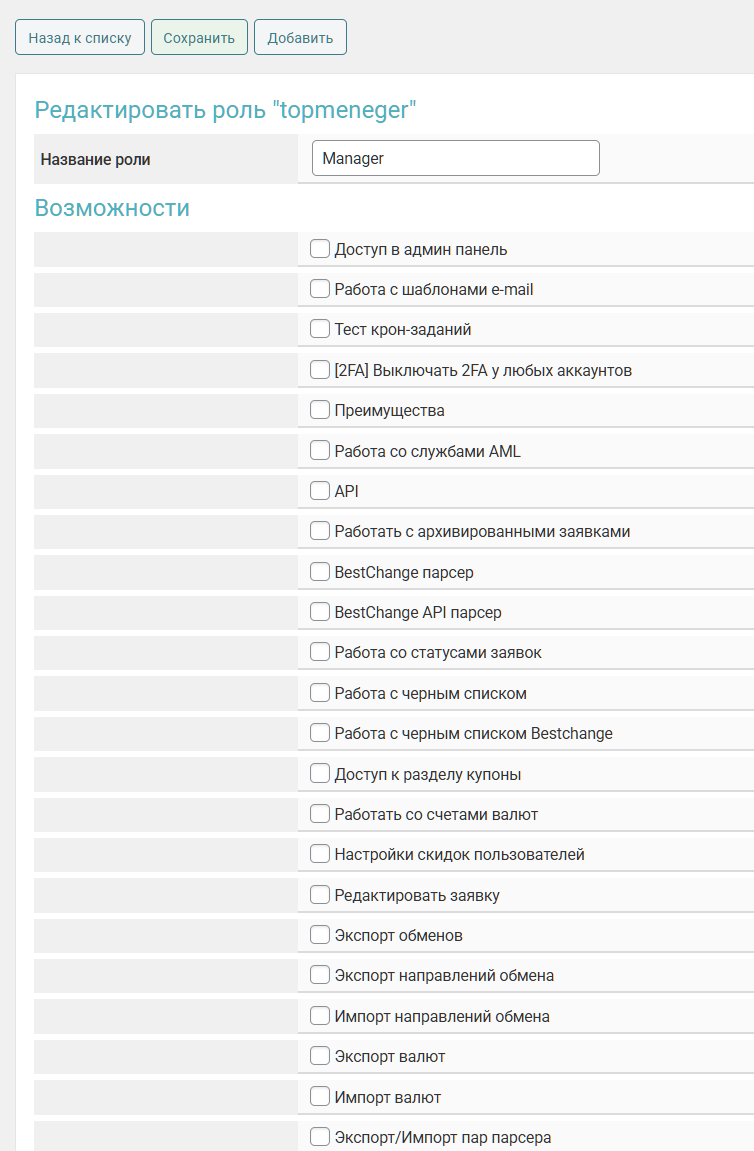 Назад к списку
Сохранить
Добавить
Редактировать роль "topmeneger"
Название роли
Manager
Возможности
Доступ в админ панель
Работа с шаблонами e-mail
Тест крон-заданий
[2FA] Выключать 2FA у любых аккаунтов
Преимущества
Работа со службами AML
API
Работать с архивированными заявками
BestChange парсер
BestChange API парсер
Работа со статусами заявок
Работа с черным списком
Работа с черным списком Bestchange
Доступ к разделу купоны
Работать со счетами валют
Настройки скидок пользователей
Редактировать заявку
Экспорт обменов
Экспорт направлений обмена
Импорт направлений обмена
Экспорт валют
Импорт валют
Экспорт/Импорт пар парсера